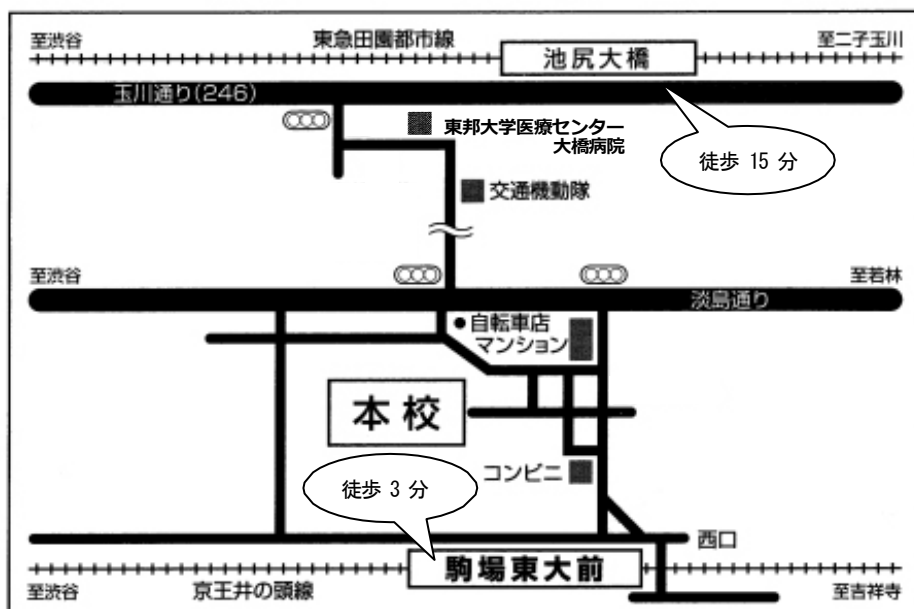 至渋谷
東急田園都市線
池尻大橋
至二子玉川
玉川通り(246)
東邦大学医療センター
大橋病院
徒歩 15 分
交通機動隊
至渋谷
至若林
淡島通り
自転車店
マンション
本校
コンビニ
徒歩 3 分
西口
駒場東大前
至渋谷
京王井の頭線
至吉祥寺